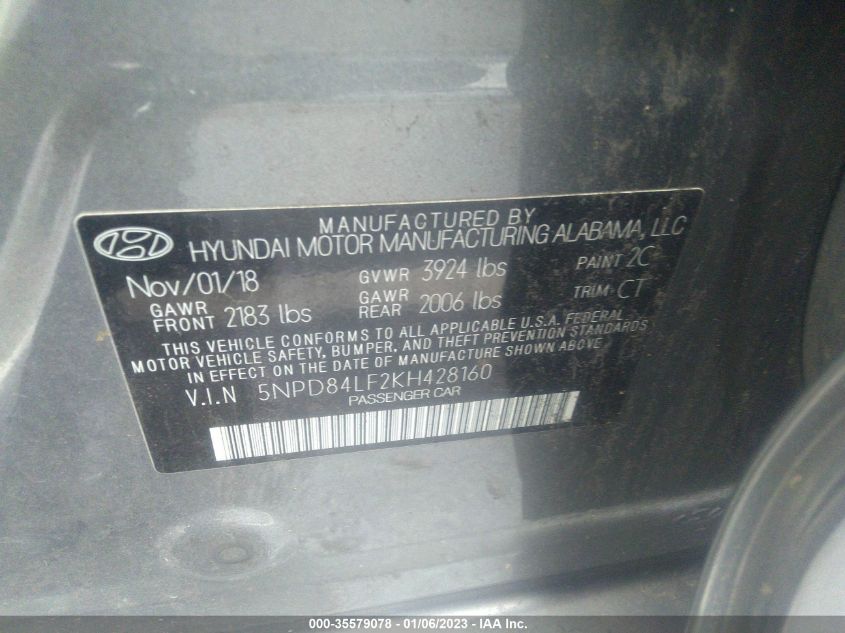 MANUFACTURED BY
HYUNDAI MOTOR MANUFACTURING ALABAMA, LLC
Nov/01/18 GVWR 3924 lbs PAINT 2C
GAWR FRONT 2183 lbs GAWR REAR 2006 lbs TRIM CT
THIS VEHICLE CONFORMS TO ALL APPLICABLE U.S.A. FEDERAL
MOTOR VEHICLE SAFETY, BUMPER, AND THEFT PREVENTION STANDARDS
IN EFFECT ON THE DATE OF MANUFACTURE SHOWN ABOVE.
V.I.N 5NPD84LF2KH428160
PASSENGER CAR
000-35579078 - 01/06/2023 - IAA Inc.